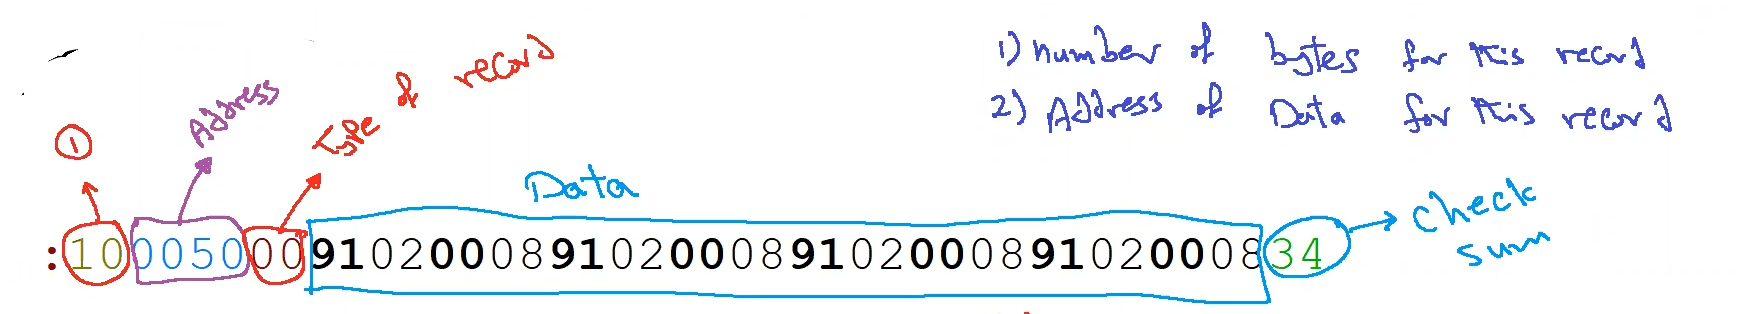 1) number of bytes for this record
2) Address of Data for this record
①
Address
Type of record
Data
:100050009102000891020008910200089102000834
check
sum